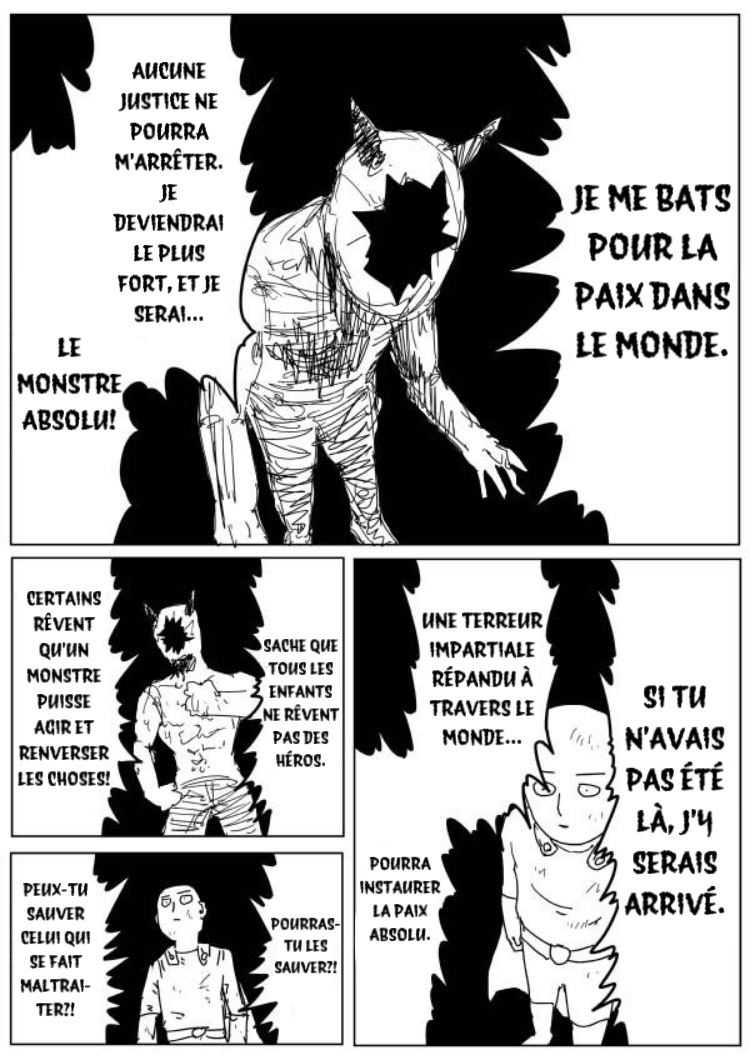 JE ME BATS
POUR LA
PAIX DANS
LE MONDE.
AUCUNE
JUSTICE NE
POURRA
M'ARRÊTER.
JE
DEVIENDRAI
LE PLUS
FORT, ET JE
SERAI...
LE
MONSTRE
ABSOLU!
SI TU
N'AVAIS
PAS ÉTÉ
LÀ, J'Y
SERAIS
ARRIVÉ.
UNE TERREUR
IMPARTIALE
RÉPANDU À
TRAVERS LE
MONDE...
POURRA
INSTAURER
LA PAIX
ABSOLU.
SACHE QUE
TOUS LES
ENFANTS
NE RÊVENT
PAS DES
HÉROS.
CERTAINS
RÊVENT
QU'UN
MONSTRE
PUISSE
AGIR ET
RENVERSER
LES CHOSES!
POURRAS-
TU LES
SAUVER?!
PEUX-TU
SAUVER
CELUI QUI
SE FAIT
MALTRAI-
TER?!